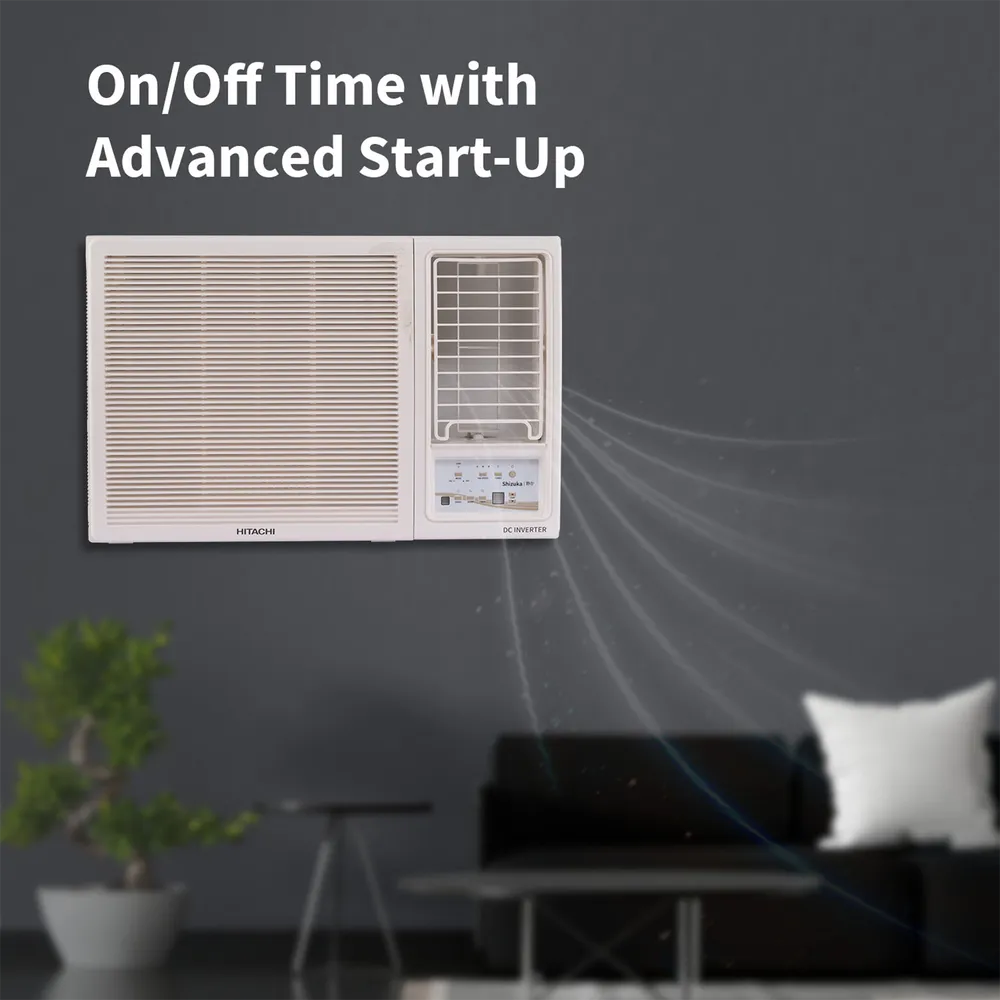 On/Off Time with
Advanced Start-Up
Shizuka
HITACHI
DC INVERTER